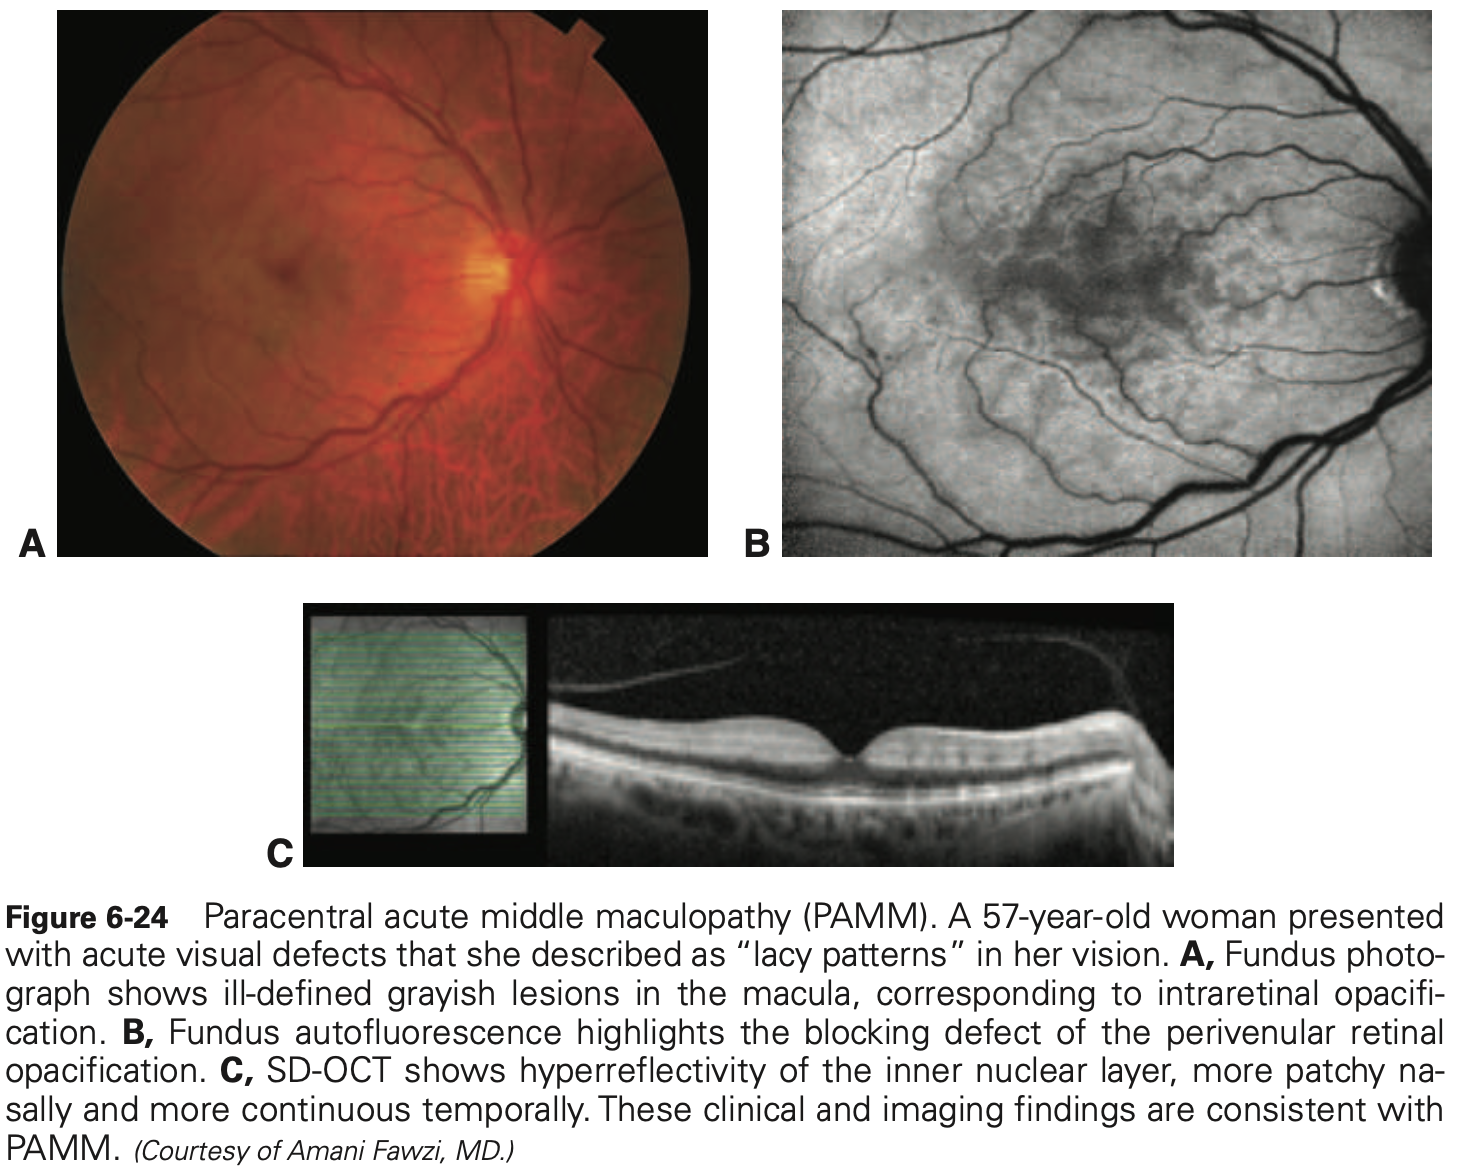 A
B
C
Figure 6-24 Paracentral acute middle maculopathy (PAMM). A 57-year-old woman presented
with acute visual defects that she described as “lacy patterns” in her vision. A, Fundus photo-
graph shows ill-defined grayish lesions in the macula, corresponding to intraretinal opacifi-
cation. B, Fundus autofluorescence highlights the blocking defect of the perivenular retinal
opacification. C, SD-OCT shows hyperreflectivity of the inner nuclear layer, more patchy na-
sally and more continuous temporally. These clinical and imaging findings are consistent with
PAMM. (Courtesy of Amani Fawzi, MD.)